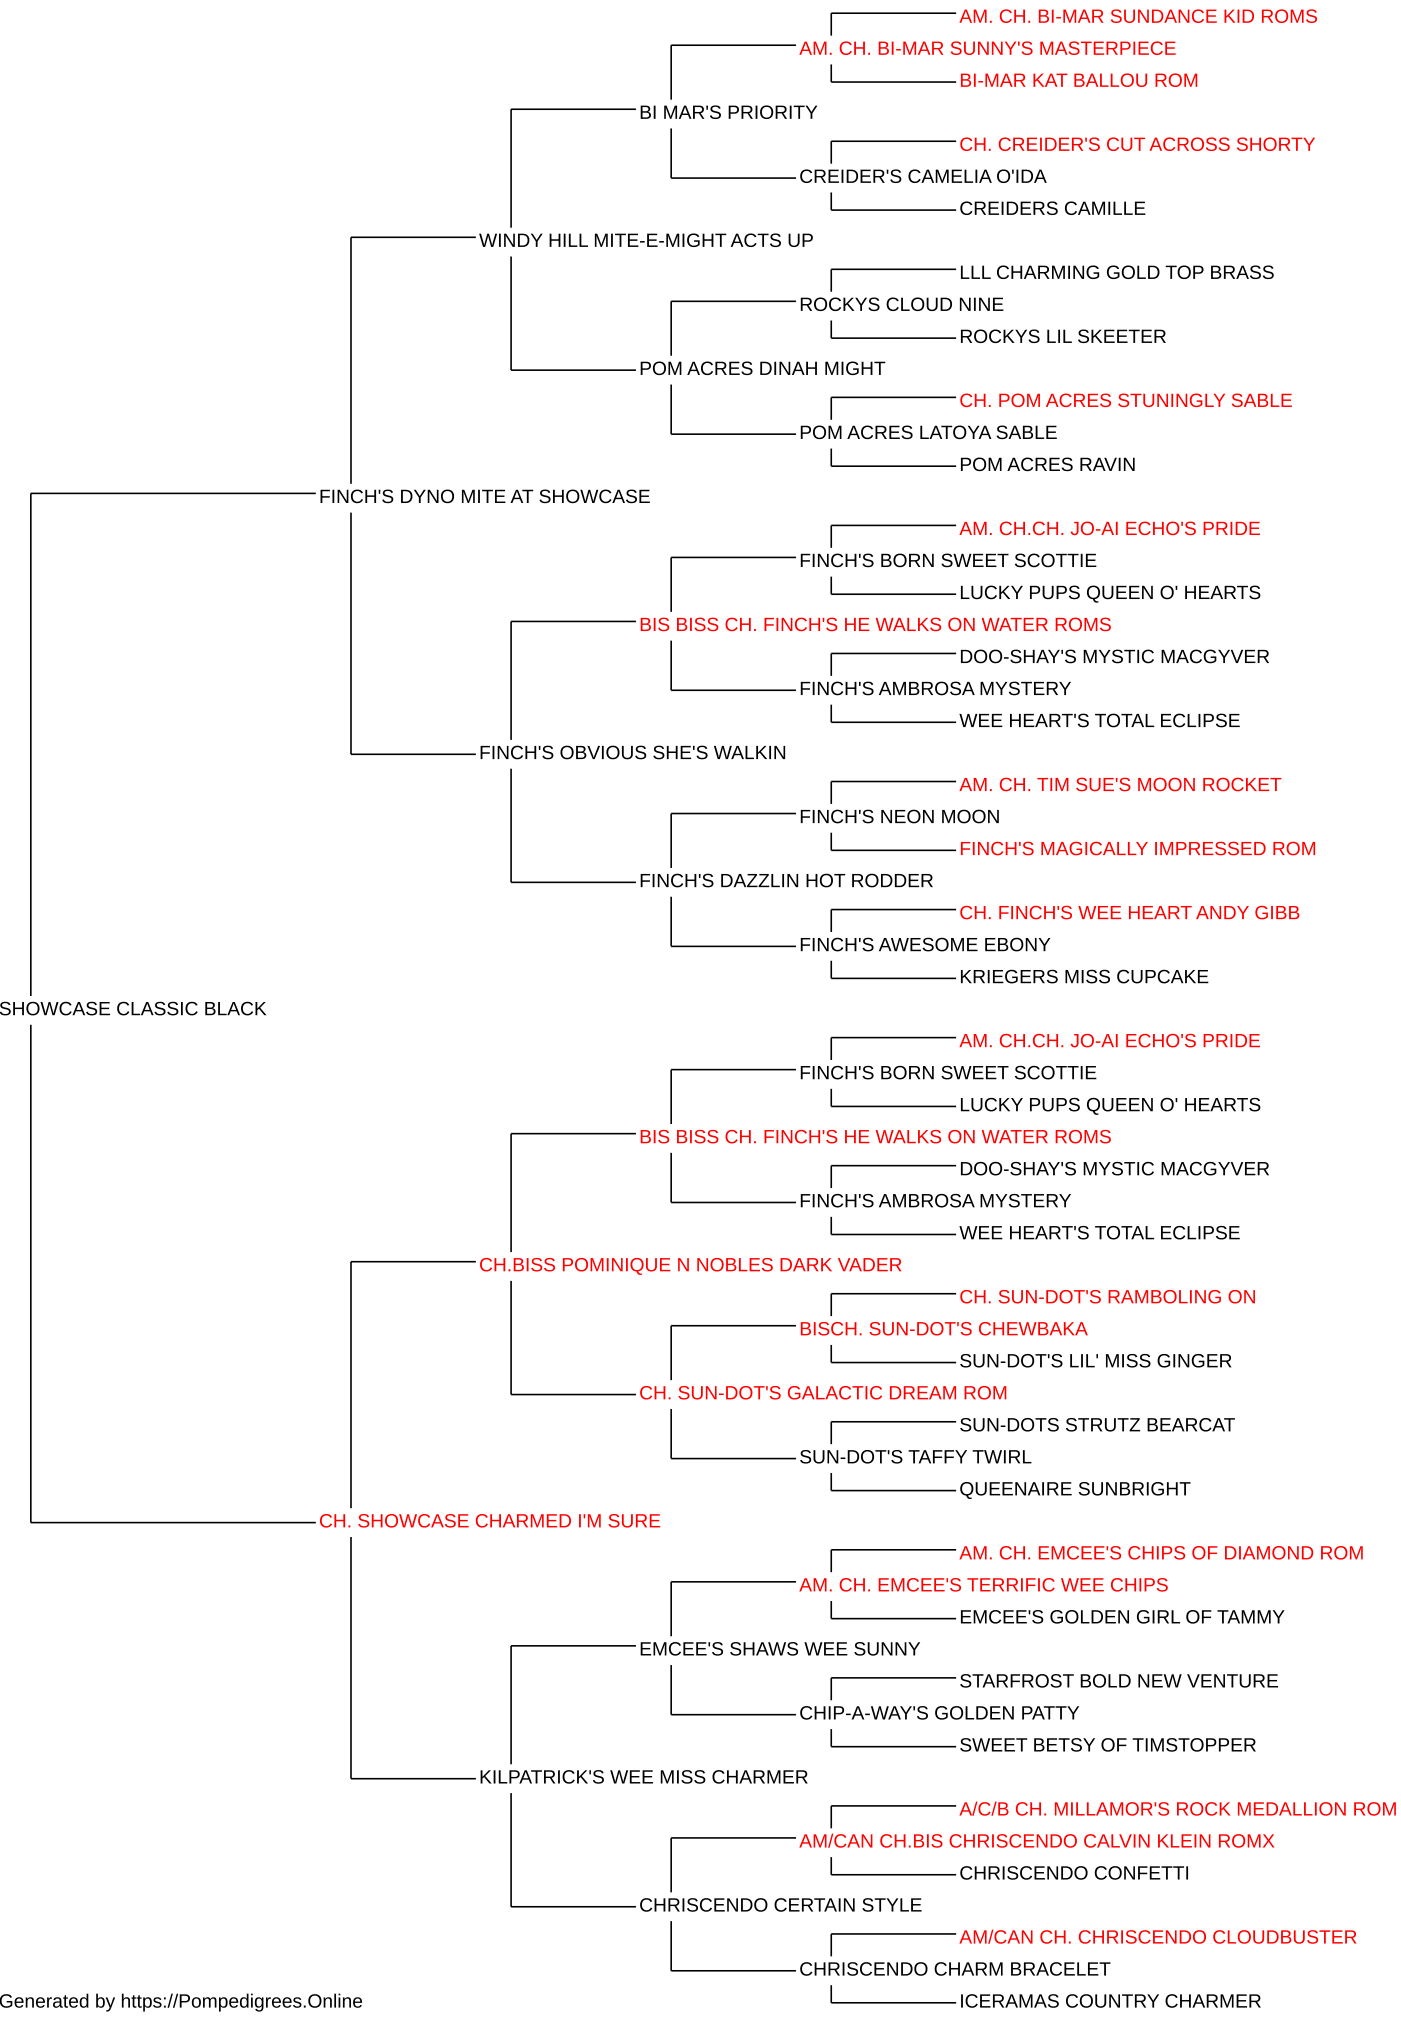 AM. CH. BI-MAR SUNDANCE KID ROMS
AM. CH. BI-MAR SUNNY'S MASTERPIECE
BI-MAR KAT BALLOU ROM
BI MAR'S PRIORITY
CH. CREIDER'S CUT ACROSS SHORTY
CREIDER'S CAMELIA O'IDA
CREIDERS CAMILLE
WINDY HILL MITE-E-MIGHT ACTS UP
LLL CHARMING GOLD TOP BRASS
ROCKYS CLOUD NINE
ROCKYS LIL SKEETER
POM ACRES DINAH MIGHT
CH. POM ACRES STUNINGLY SABLE
POM ACRES LATOYA SABLE
POM ACRES RAVIN
FINCH'S DYNO MITE AT SHOWCASE
AM. CH.CH. JO-AI ECHO'S PRIDE
FINCH'S BORN SWEET SCOTTIE
LUCKY PUPS QUEEN O' HEARTS
BIS BISS CH. FINCH'S HE WALKS ON WATER ROMS
DOO-SHAY'S MYSTIC MACGYVER
FINCH'S AMBROSA MYSTERY
WEE HEART'S TOTAL ECLIPSE
FINCH'S OBVIOUS SHE'S WALKIN
AM. CH. TIM SUE'S MOON ROCKET
FINCH'S NEON MOON
FINCH'S MAGICALLY IMPRESSED ROM
FINCH'S DAZZLIN HOT RODDER
CH. FINCH'S WEE HEART ANDY GIBB
FINCH'S AWESOME EBONY
KRIEGERS MISS CUPCAKE
SHOWCASE CLASSIC BLACK
AM. CH.CH. JO-AI ECHO'S PRIDE
FINCH'S BORN SWEET SCOTTIE
LUCKY PUPS QUEEN O' HEARTS
BIS BISS CH. FINCH'S HE WALKS ON WATER ROMS
DOO-SHAY'S MYSTIC MACGYVER
FINCH'S AMBROSA MYSTERY
WEE HEART'S TOTAL ECLIPSE
CH.BISS POMINIQUE N NOBLES DARK VADER
CH. SUN-DOT'S RAMBOLING ON
BISCH. SUN-DOT'S CHEWBAKA
SUN-DOT'S LIL' MISS GINGER
CH. SUN-DOT'S GALACTIC DREAM ROM
SUN-DOTS STRUTZ BEARCAT
SUN-DOT'S TAFFY TWIRL
QUEENAIRE SUNBRIGHT
CH. SHOWCASE CHARMED I'M SURE
AM. CH. EMCEE'S CHIPS OF DIAMOND ROM
AM. CH. EMCEE'S TERRIFIC WEE CHIPS
EMCEE'S GOLDEN GIRL OF TAMMY
EMCEE'S SHAWS WEE SUNNY
STARFROST BOLD NEW VENTURE
CHIP-A-WAY'S GOLDEN PATTY
SWEET BETSY OF TIMSTOPPER
KILPATRICK'S WEE MISS CHARMER
A/C/B CH. MILLAMOR'S ROCK MEDALLION ROM
AM/CAN CH.BIS CHRISCENDO CALVIN KLEIN ROMX
CHRISCENDO CONFETTI
CHRISCENDO CERTAIN STYLE
AM/CAN CH. CHRISCENDO CLOUDBUSTER
CHRISCENDO CHARM BRACELET
ICERAMAS COUNTRY CHARMER
Generated by https://Pompedigrees.Online